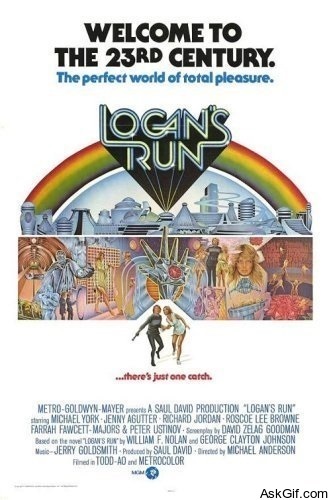 WELCOME TO
THE 23RD CENTURY.
The perfect world of total pleasure.
LOGAN'S
RUN
...there's just one catch.
METRO-GOLDWYN-MAYER presents A SAUL DAVID PRODUCTION "LOGAN'S RUN"
starring MICHAEL YORK · JENNY AGUTTER · RICHARD JORDAN · ROSCOE LEE BROWNE
FARRAH FAWCETT-MAJORS & PETER USTINOV · Screenplay by DAVID ZELAG GOODMAN
Based on the novel "LOGAN'S RUN" by WILLIAM F. NOLAN and GEORGE CLAYTON JOHNSON
Music-JERRY GOLDSMITH · Produced by SAUL DAVID · Directed by MICHAEL ANDERSON
Filmed in TODD-AO and METROCOLOR
MGM
AskGif.com